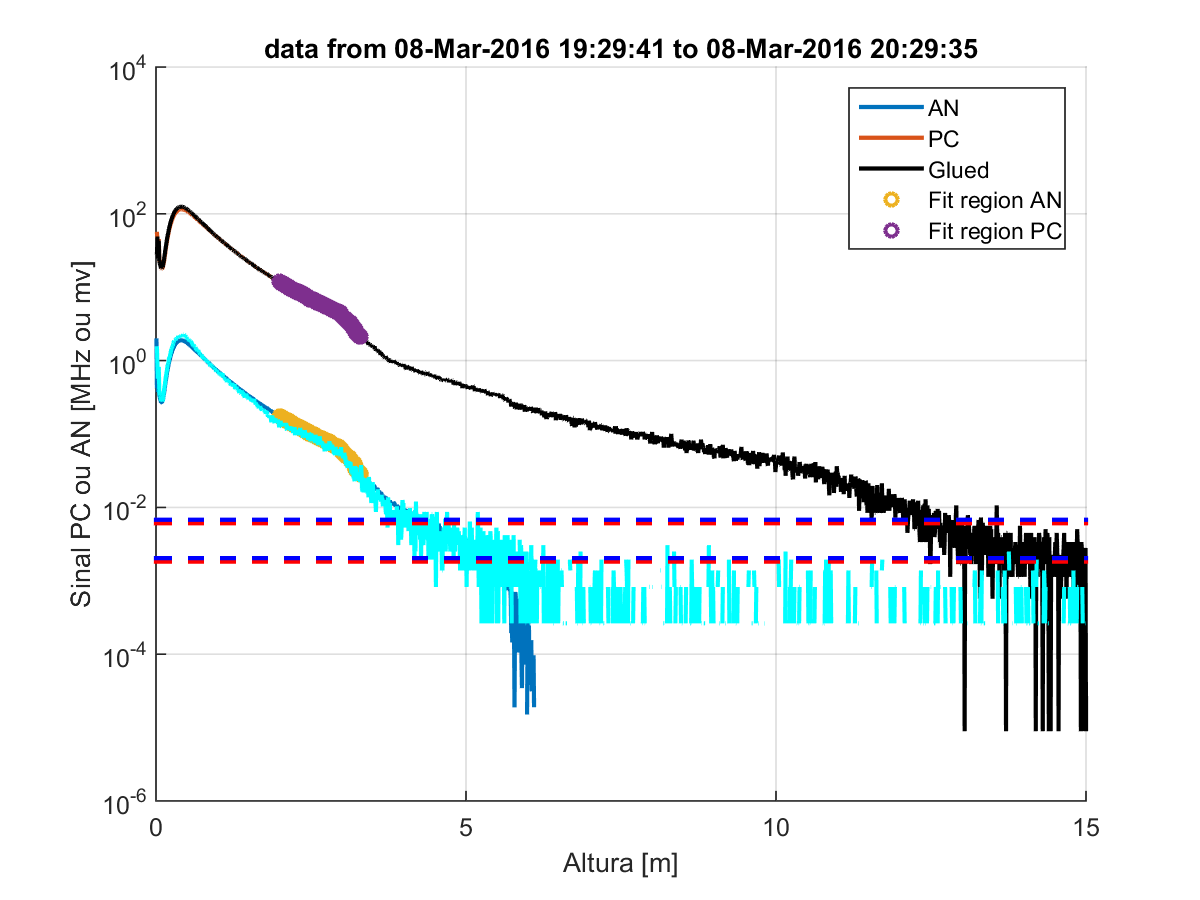 data from 08-Mar-2016 19:29:41 to 08-Mar-2016 20:29:35
AN
PC
Glued
Fit region AN
Fit region PC
Sinal PC ou AN [MHz ou mv]
10^4
10^2
10^0
10^-2
10^-4
10^-6
0 5 10 15
Altura [m]